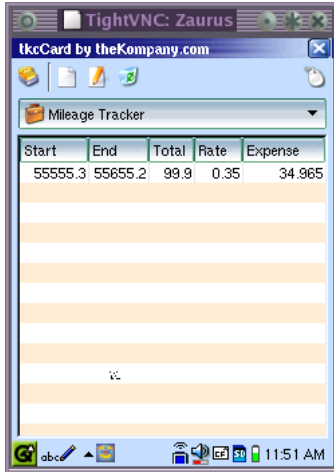 TightVNC: Zaurus
tkcCard by theKompany.com
Mileage Tracker
Start End Total Rate Expense
55555.3 55655.2 99.9 0.35 34.965
abc 11:51 AM